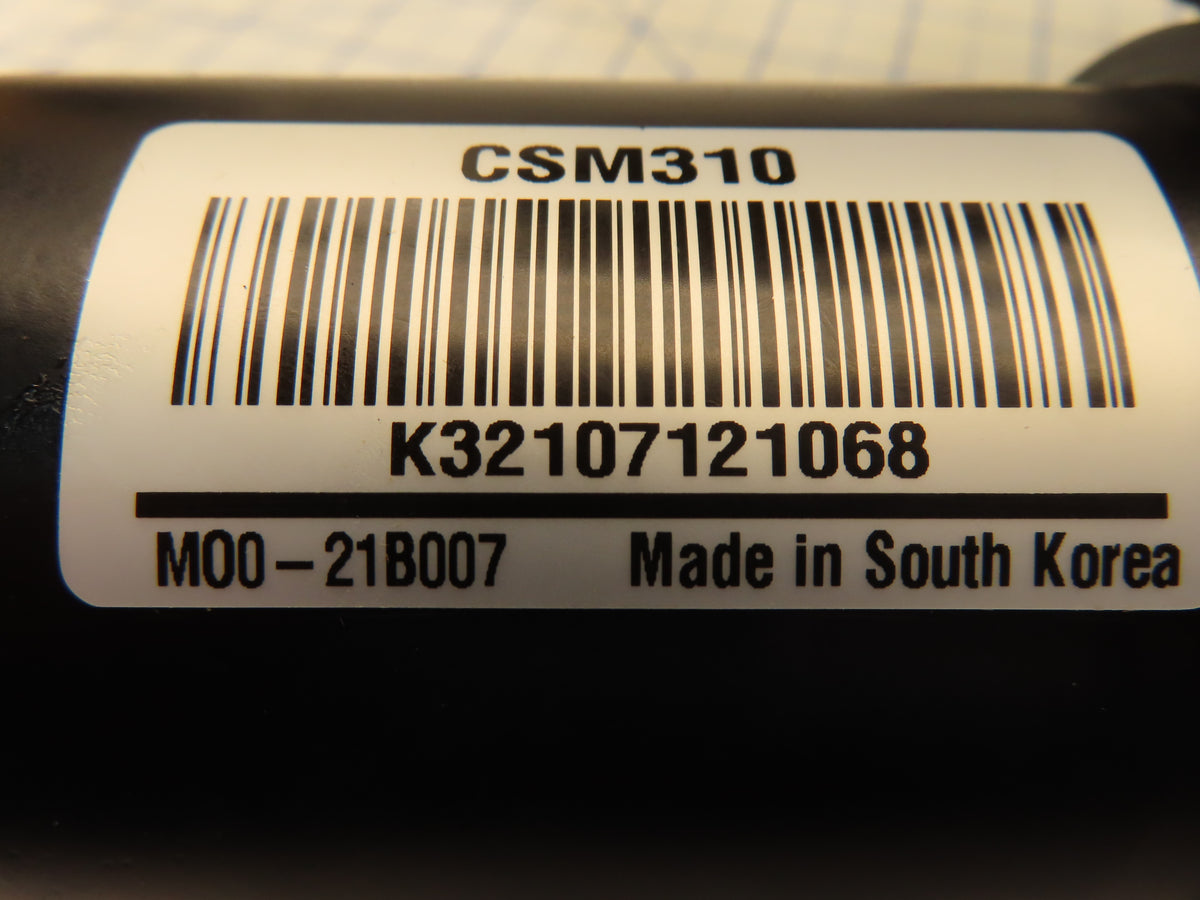 CSM310
K32107121068
M00-21B007 Made in South Korea